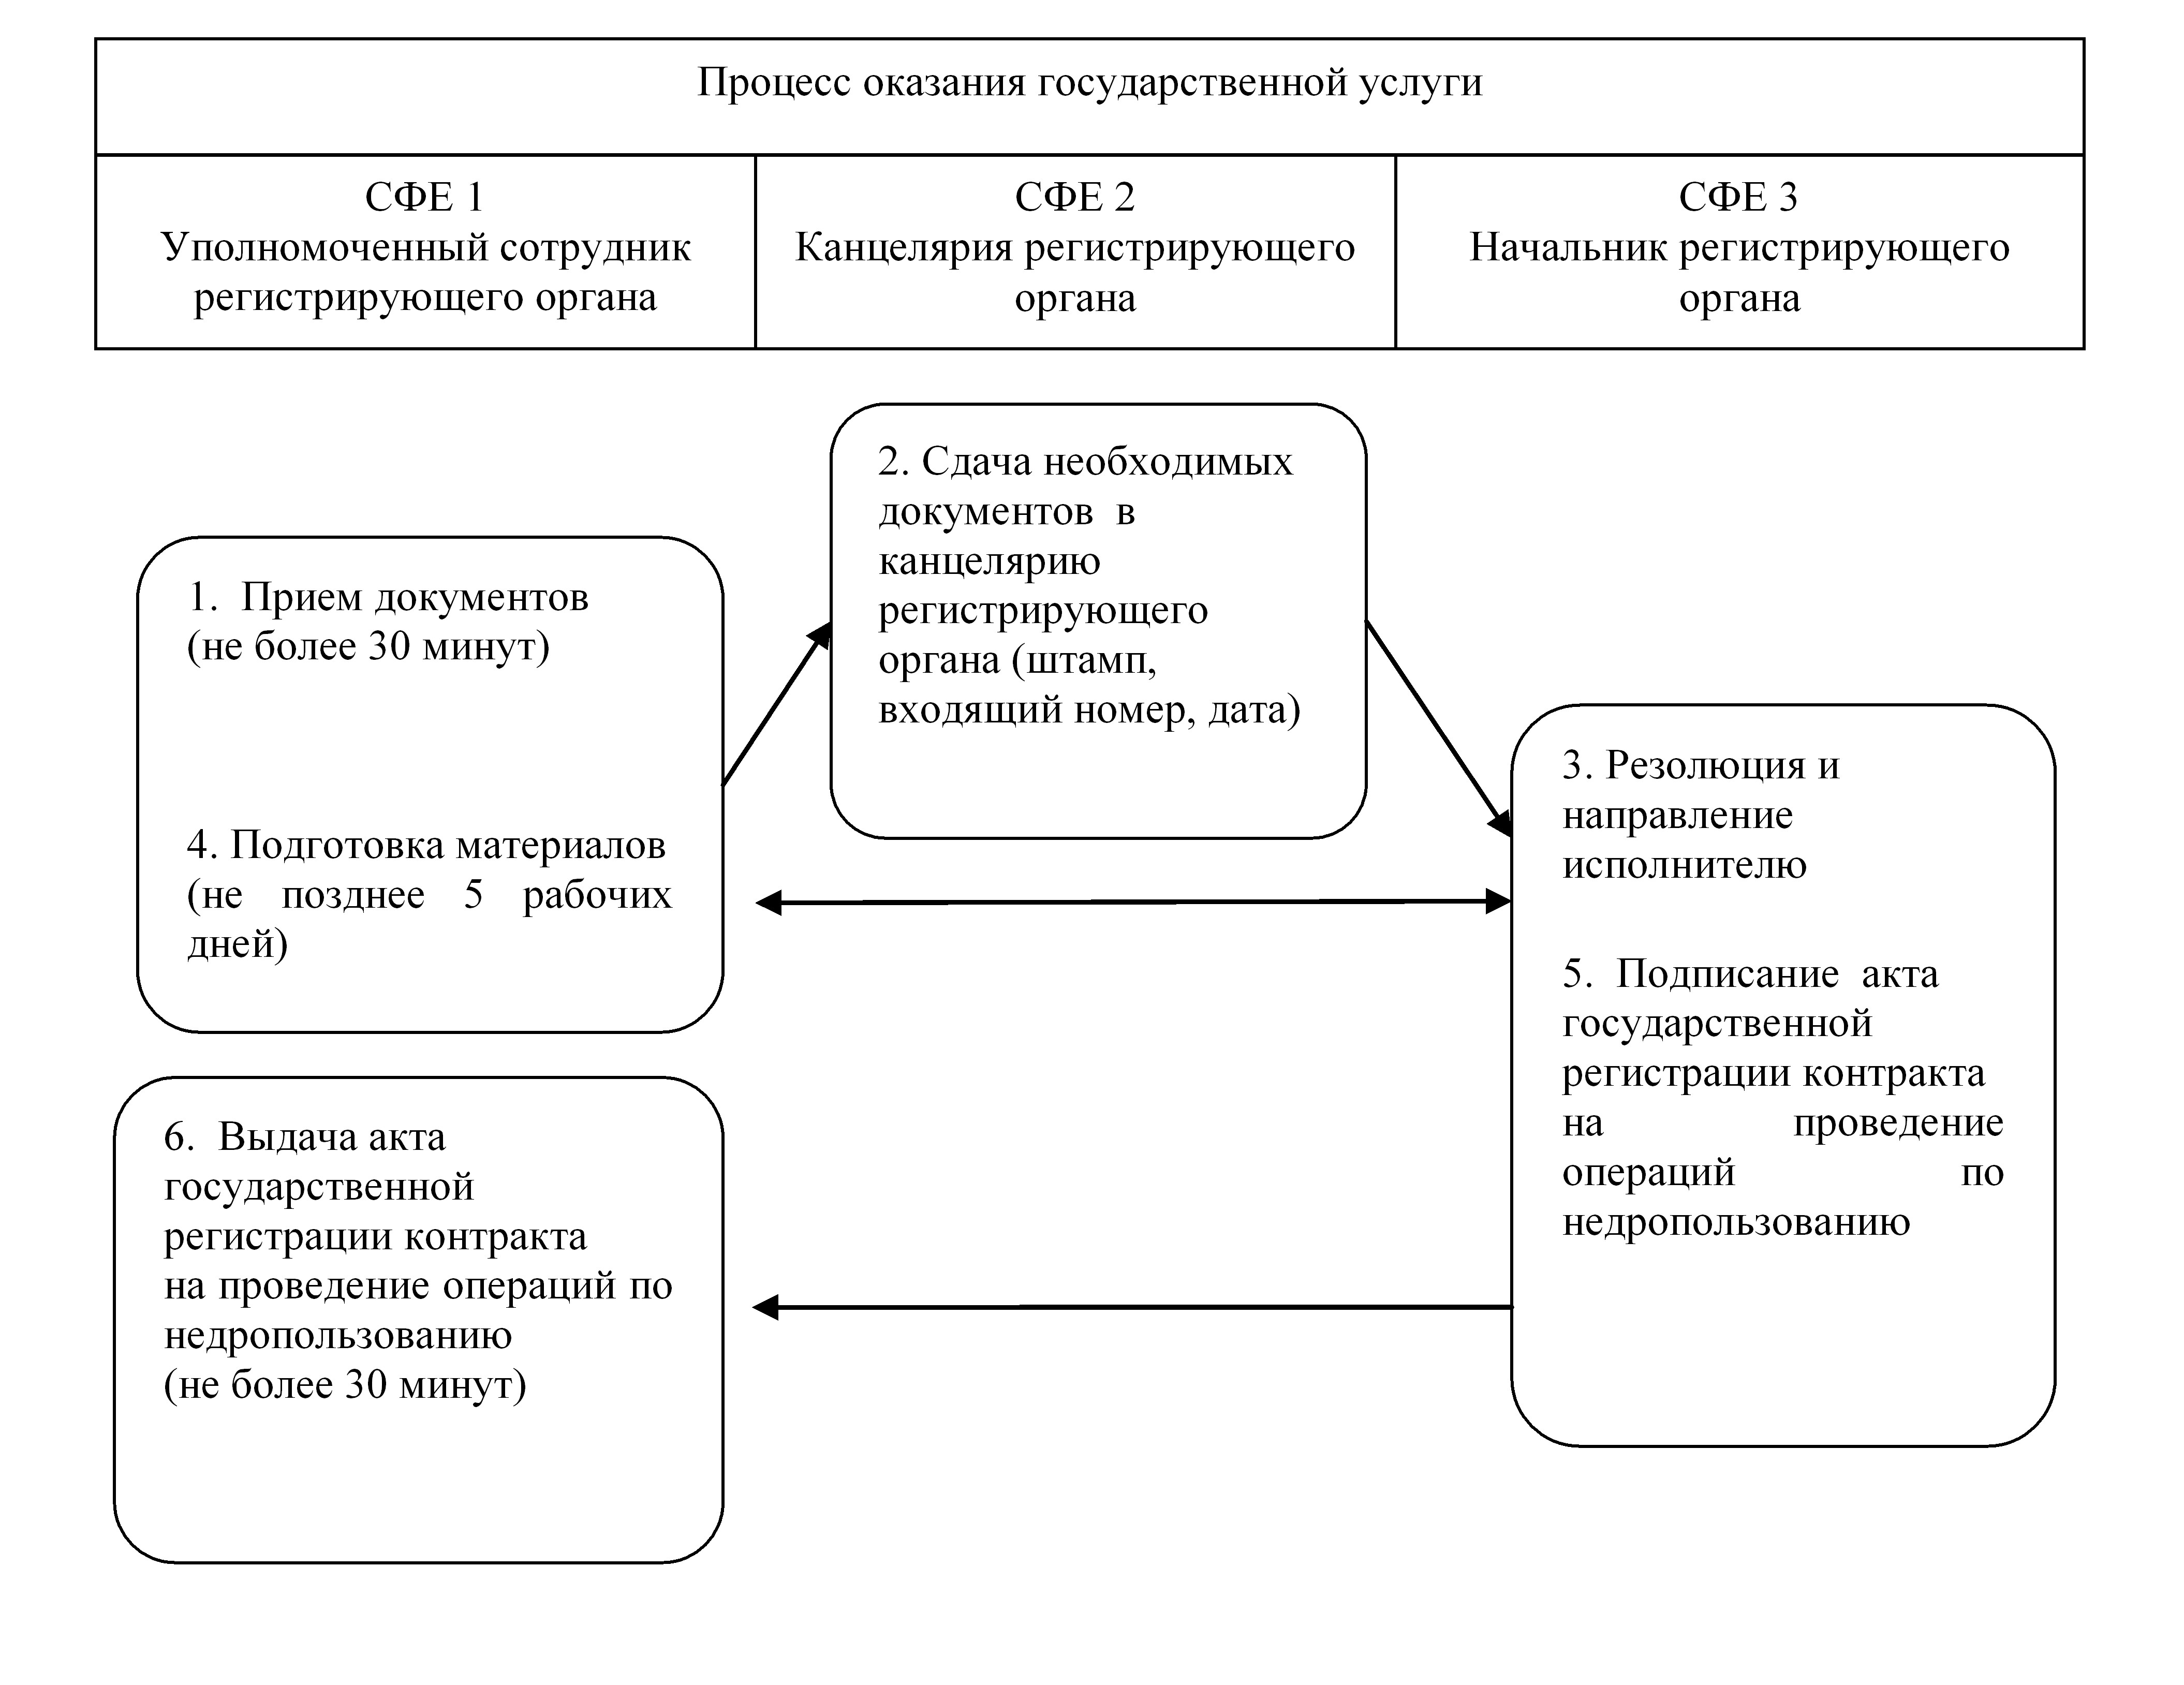 Процесс оказания государственной услуги
СФЕ 1
Уполномоченный сотрудник
регистрирующего органа
СФЕ 2
Канцелярия регистрирующего
органа
СФЕ 3
Начальник регистрирующего
органа
1. Прием документов
(не более 30 минут)
4. Подготовка материалов
(не позднее 5 рабочих
дней)
2. Сдача необходимых
документов в
канцелярию
регистрирующего
органа (штамп,
входящий номер, дата)
3. Резолюция и
направление
исполнителю
5. Подписание акта
государственной
регистрации контракта
на проведение
операций по
недропользованию
6. Выдача акта
государственной
регистрации контракта
на проведение операций по
недропользованию
(не более 30 минут)